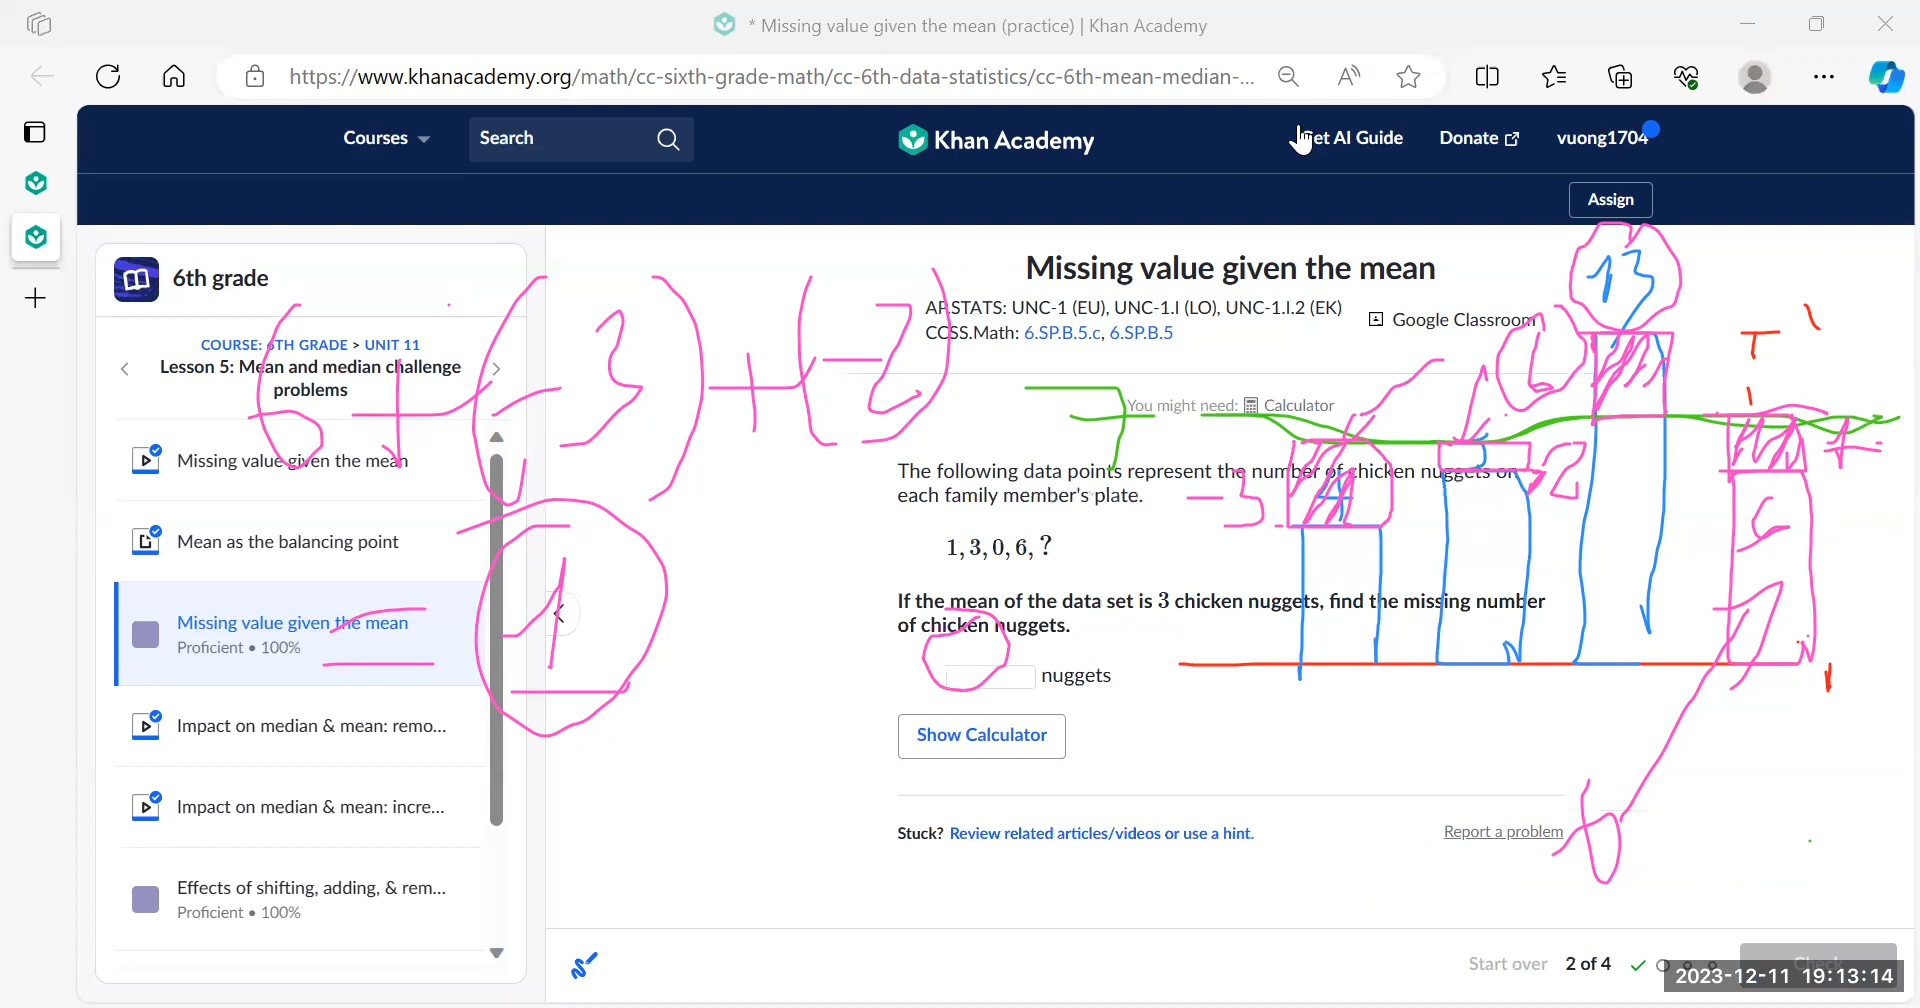 * Missing value given the mean (practice) | Khan Academy
https://www.khanacademy.org/math/cc-sixth-grade-math/cc-6th-data-statistics/cc-6th-mean-median-...
Courses
Search
Khan Academy
Get AI Guide
Donate
vuong1704
Assign
6th grade
COURSE: 6TH GRADE > UNIT 11
Lesson 5: Mean and median challenge
problems
Missing value given the mean
Mean as the balancing point
Missing value given the mean
Proficient • 100%
Impact on median & mean: remo...
Impact on median & mean: incre...
Effects of shifting, adding, & rem...
Proficient • 100%
6 + (-3) + (-2)
= 1
Missing value given the mean
AP.STATS: UNC-1 (EU), UNC-1.I (LO), UNC-1.I.2 (EK)
CCSS.Math: 6.SP.B.5.c, 6.SP.B.5
Google Classroom
13
7
You might need: Calculator
The following data points represent the number of chicken nuggets on
each family member's plate.
-3
4
1, 3, 0, 6, ?
If the mean of the data set is 3 chicken nuggets, find the missing number
of chicken nuggets.
nuggets
Show Calculator
Stuck? Review related articles/videos or use a hint.
Report a problem
Start over
2 of 4
Check
2023-12-11 19:13:14